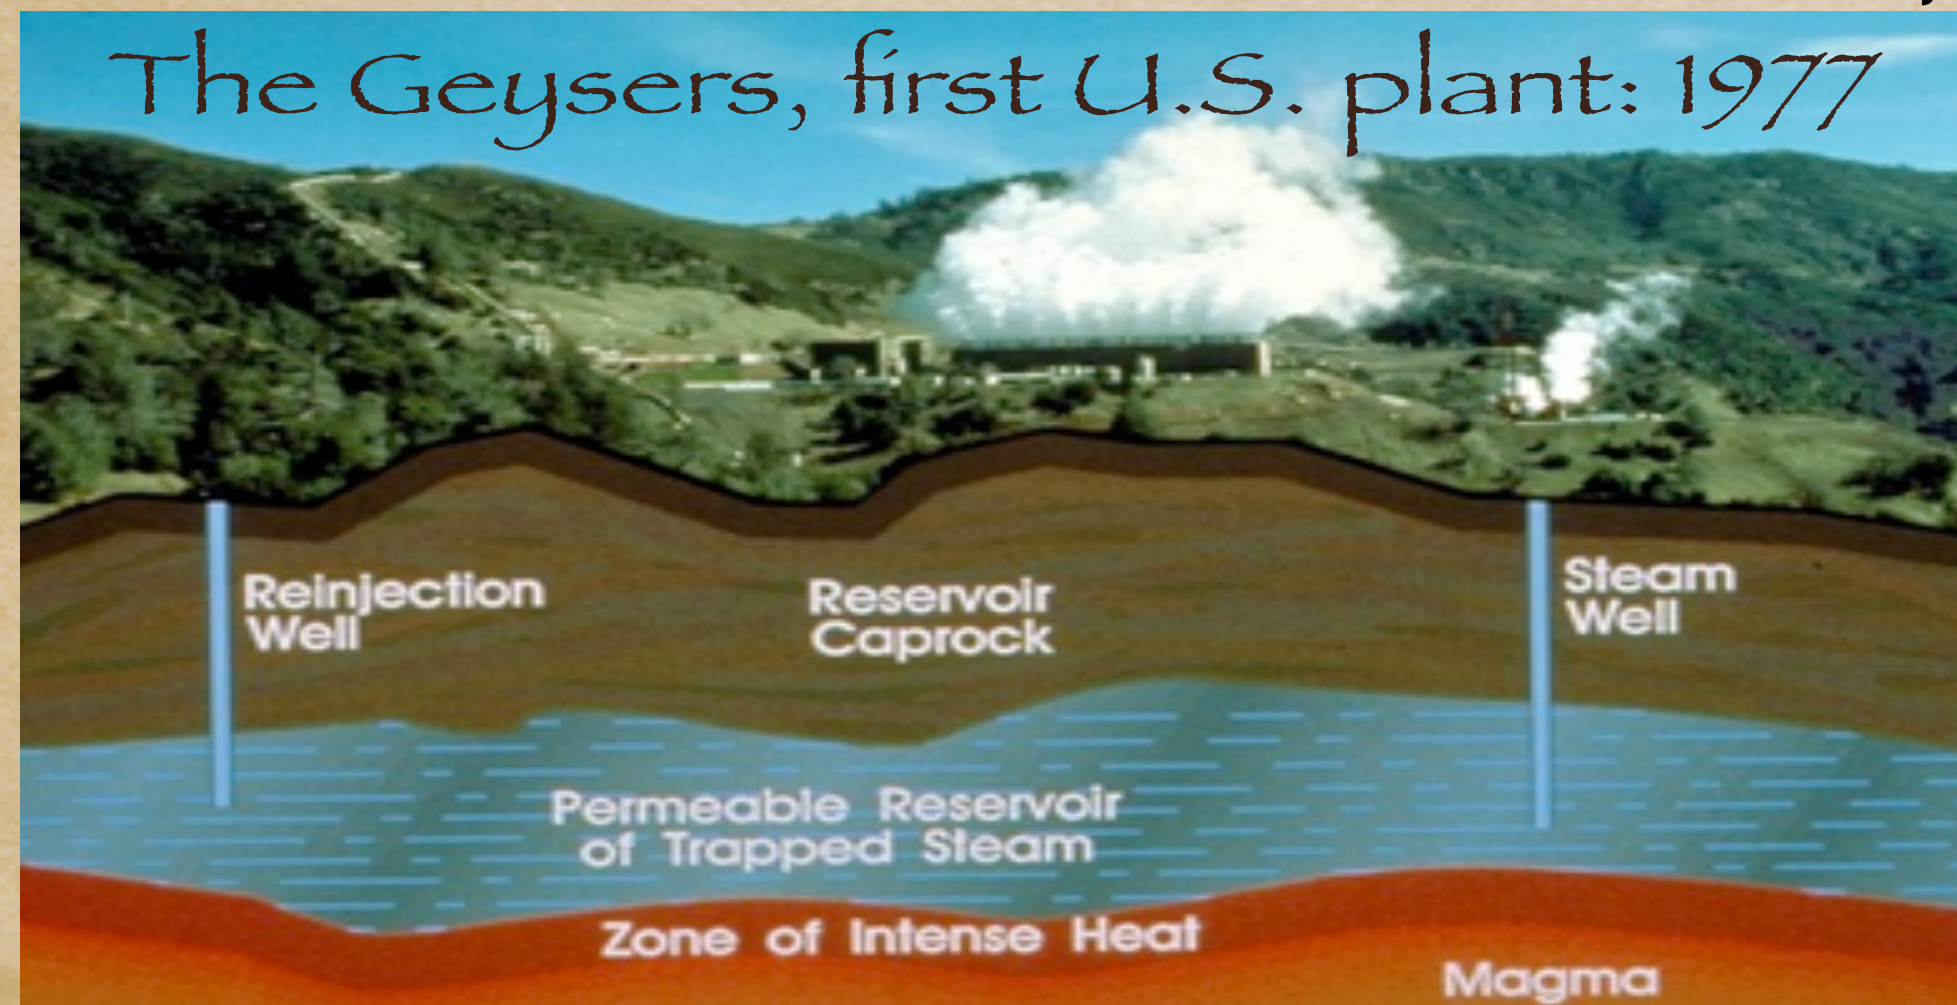 The Geysers, first U.S. plant: 1977
Reinjection
Well
Reservoir
Caprock
Steam
Well
Permeable Reservoir
of Trapped Steam
Zone of Intense Heat
Magma